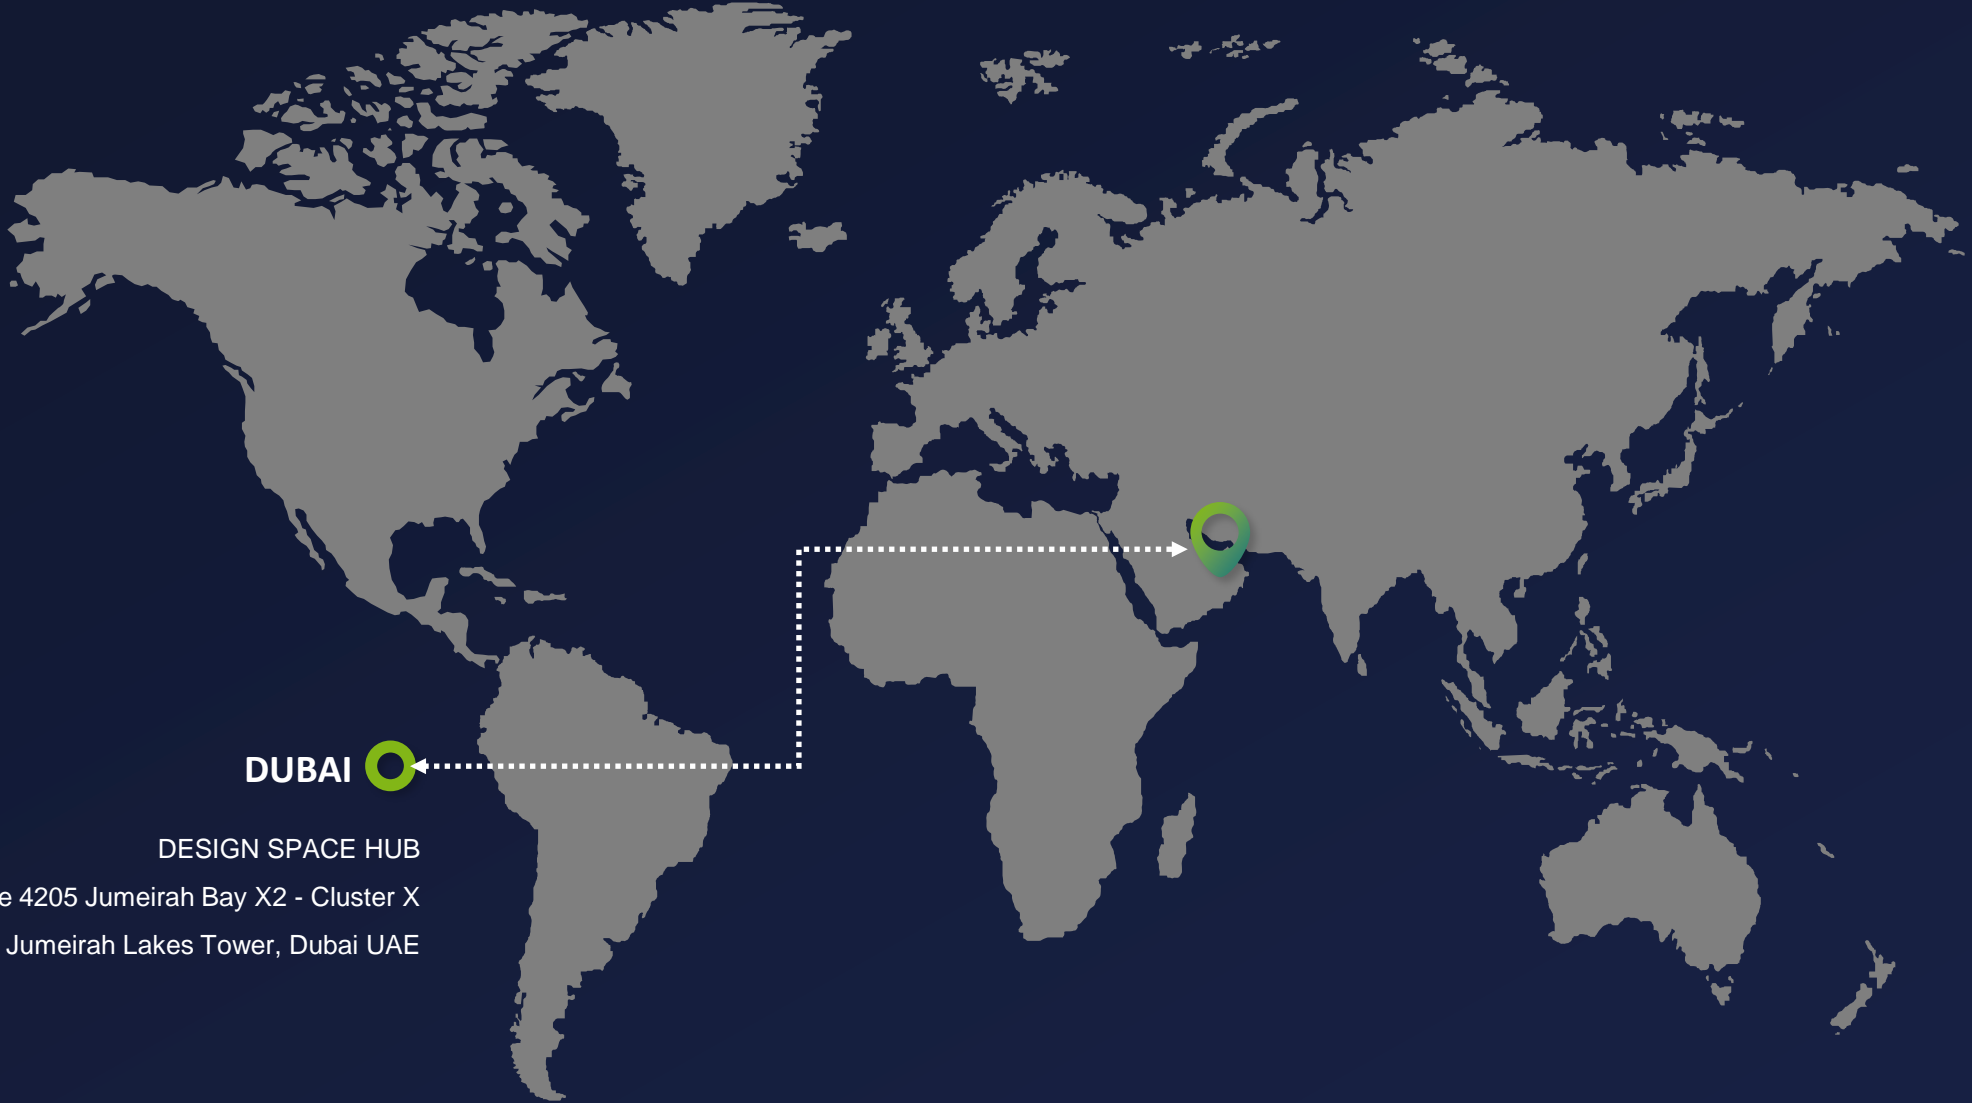 DUBAI
DESIGN SPACE HUB
4205 Jumeirah Bay X2 - Cluster X
Jumeirah Lakes Tower, Dubai UAE